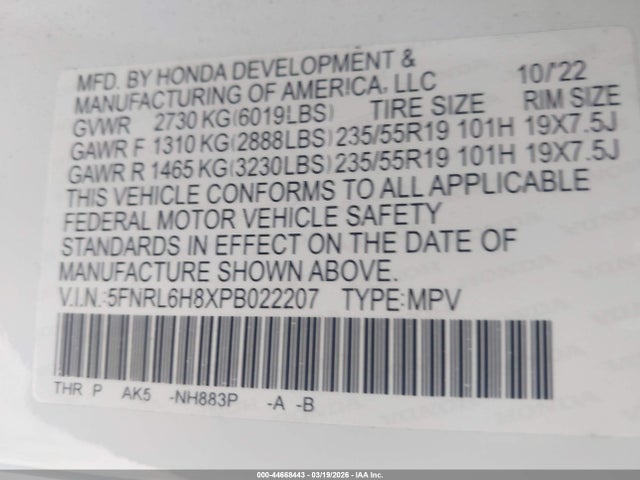 MFD. BY HONDA DEVELOPMENT &
MANUFACTURING OF AMERICA, LLC 10/'22
GVWR 2730 KG(6019LBS) TIRE SIZE RIM SIZE
GAWR F 1310 KG(2888LBS) 235/55R19 101H 19X7.5J
GAWR R 1465 KG(3230LBS) 235/55R19 101H 19X7.5J
THIS VEHICLE CONFORMS TO ALL APPLICABLE
FEDERAL MOTOR VEHICLE SAFETY
STANDARDS IN EFFECT ON THE DATE OF
MANUFACTURE SHOWN ABOVE.
V.I.N.:5FNRL6H8XPB022207 TYPE:MPV
THR P AK5 -NH883P -A -B
000-44668443 - 03/19/2026 - IAA Inc.